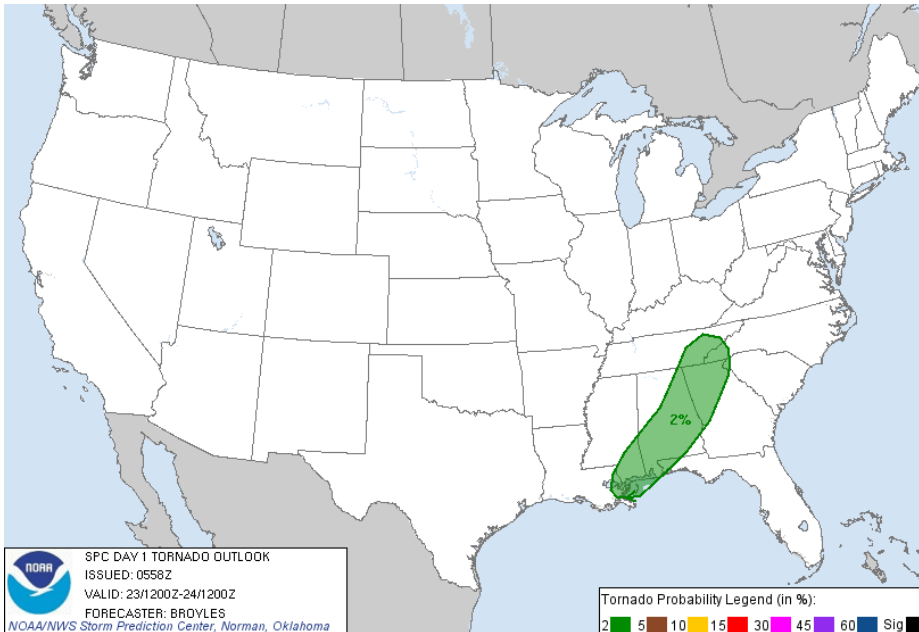 2%
NOAA
SPC DAY 1 TORNADO OUTLOOK
ISSUED: 0558Z
VALID: 23/1200Z-24/1200Z
FORECASTER: BROYLES
NOAA/NWS Storm Prediction Center, Norman, Oklahoma
Tornado Probability Legend (in %):
2 5 10 15 30 45 60 Sig